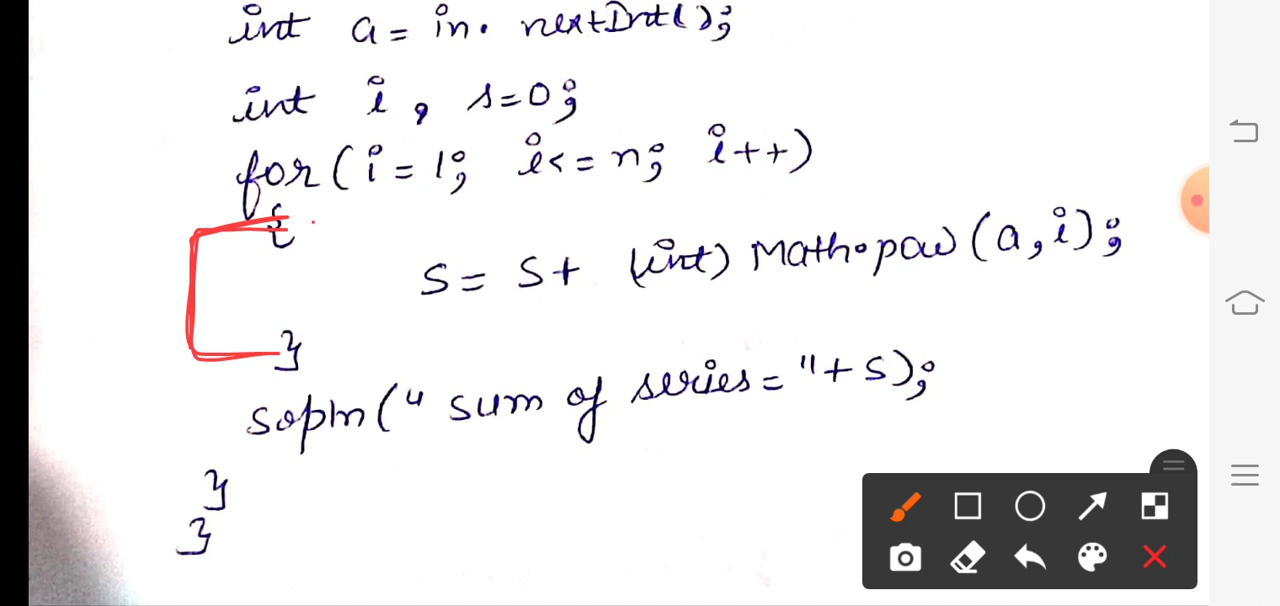 int a = in. nextInt();
int i, s=0;
for(i=1; i<=n; i++)
{
s = s+ (int) Math.pow(a,i);
}
sopln("sum of series="+s);
}
}